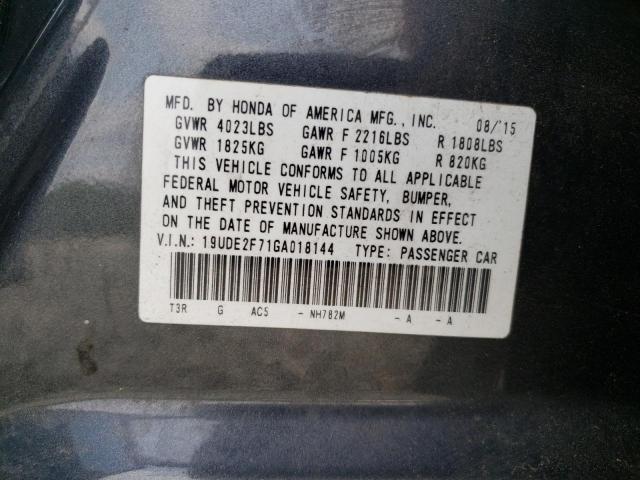 MFD. BY HONDA OF AMERICA MFG., INC. 08/'15
GVWR 4023LBS GAWR F 2216LBS R 1808LBS
GVWR 1825KG GAWR F 1005KG R 820KG
THIS VEHICLE CONFORMS TO ALL APPLICABLE
FEDERAL MOTOR VEHICLE SAFETY, BUMPER,
AND THEFT PREVENTION STANDARDS IN EFFECT
ON THE DATE OF MANUFACTURE SHOWN ABOVE.
V.I.N.: 19UDE2F71GA018144 TYPE: PASSENGER CAR
T3R G AC5 - NH782M - A - A